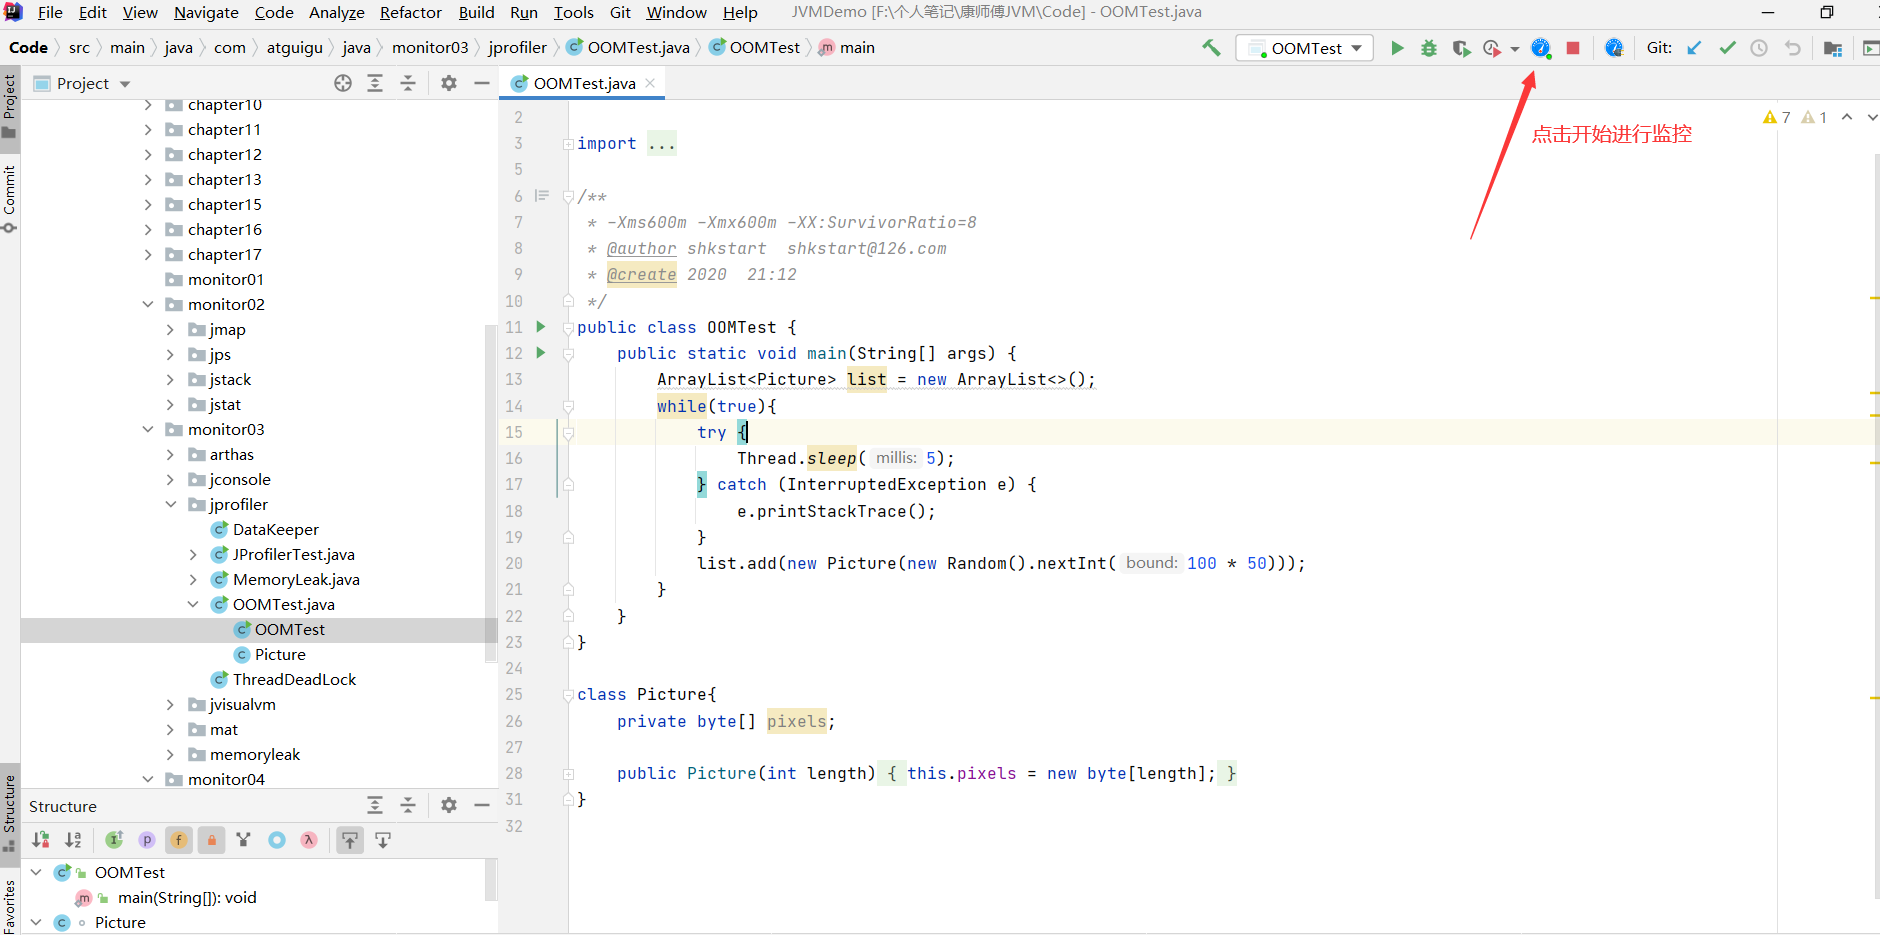 File Edit View Navigate Code Analyze Refactor Build Run Tools Git Window Help JVMDemo [F:\个人笔记\康师傅JVM\Code] - OOMTest.java
Code src main java com atguigu java monitor03 jprofiler OOMTest.java OOMTest main OOMTest Git:
Project
OOMTest.java
点击开始进行监控
7 1
Project
Commit
Structure
Favorites
chapter10
chapter11
chapter12
chapter13
chapter15
chapter16
chapter17
monitor01
monitor02
jmap
jps
jstack
jstat
monitor03
arthas
jconsole
jprofiler
DataKeeper
JProfilerTest.java
MemoryLeak.java
OOMTest.java
OOMTest
Picture
ThreadDeadLock
jvisualvm
mat
memoryleak
monitor04
Structure
OOMTest
main(String[]): void
Picture
2
3 import ...
5
6 /**
7 * -Xms600m -Xmx600m -XX:SurvivorRatio=8
8 * @author shkstart shkstart@126.com
9 * @create 2020 21:12
10 */
11 public class OOMTest {
12 public static void main(String[] args) {
13 ArrayList<Picture> list = new ArrayList<>();
14 while(true){
15 try {
16 Thread.sleep( millis: 5);
17 } catch (InterruptedException e) {
18 e.printStackTrace();
19 }
20 list.add(new Picture(new Random().nextInt( bound: 100 * 50)));
21 }
22 }
23 }
24
25 class Picture{
26 private byte[] pixels;
27
28 public Picture(int length) { this.pixels = new byte[length]; }
31 }
32